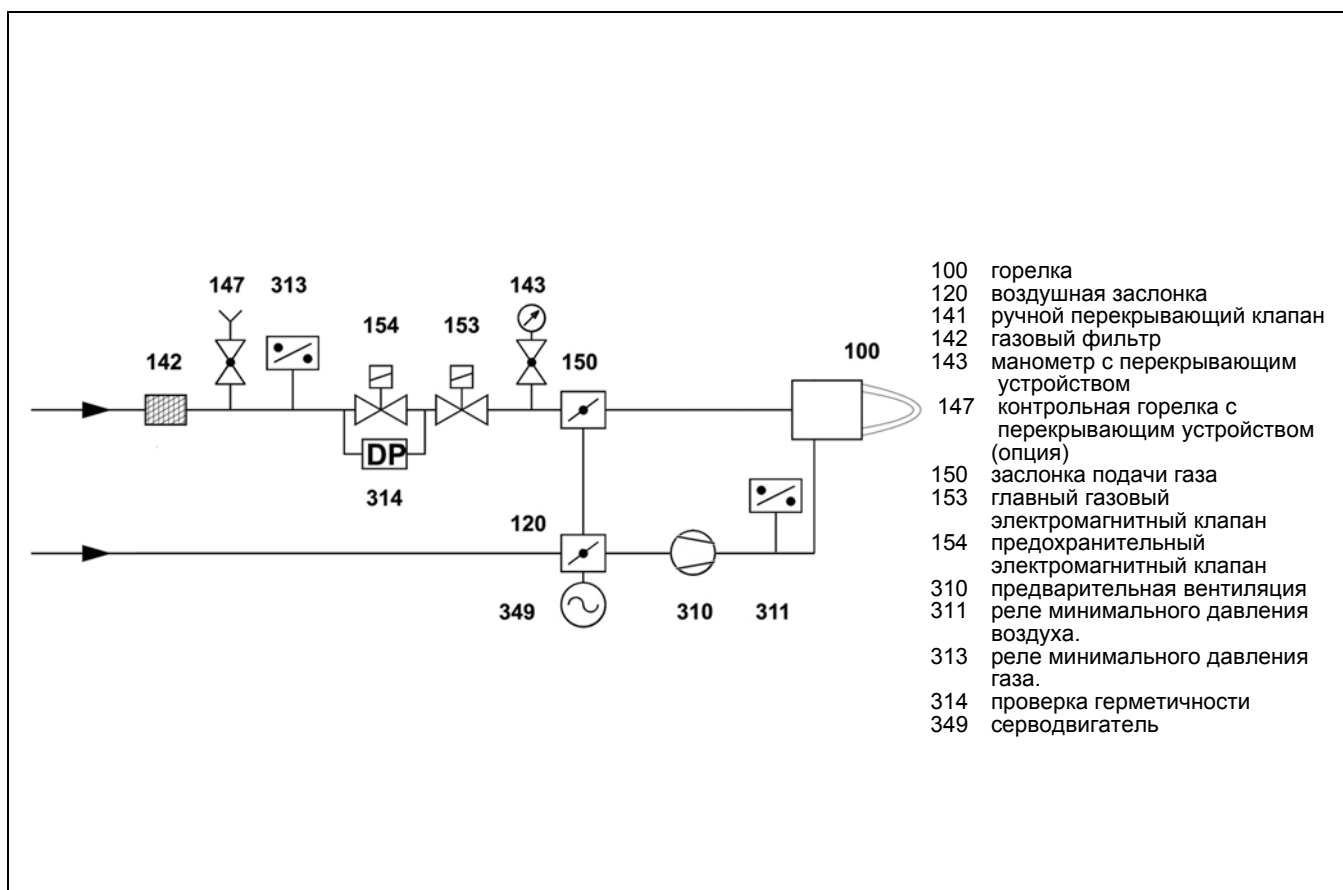 147
313
143
154
153
142
150
100
DP
314
120
349
310
311
100 горелка
120 воздушная заслонка
141 ручной перекрывающий клапан
142 газовый фильтр
143 манометр с перекрывающим
устройством
147 контрольная горелка с
перекрывающим устройством
(опция)
150 заслонка подачи газа
153 главный газовый
электромагнитный клапан
154 предохранительный
электромагнитный клапан
310 предварительная вентиляция
311 реле минимального давления
воздуха.
313 реле минимального давления
газа.
314 проверка герметичности
349 серводвигатель